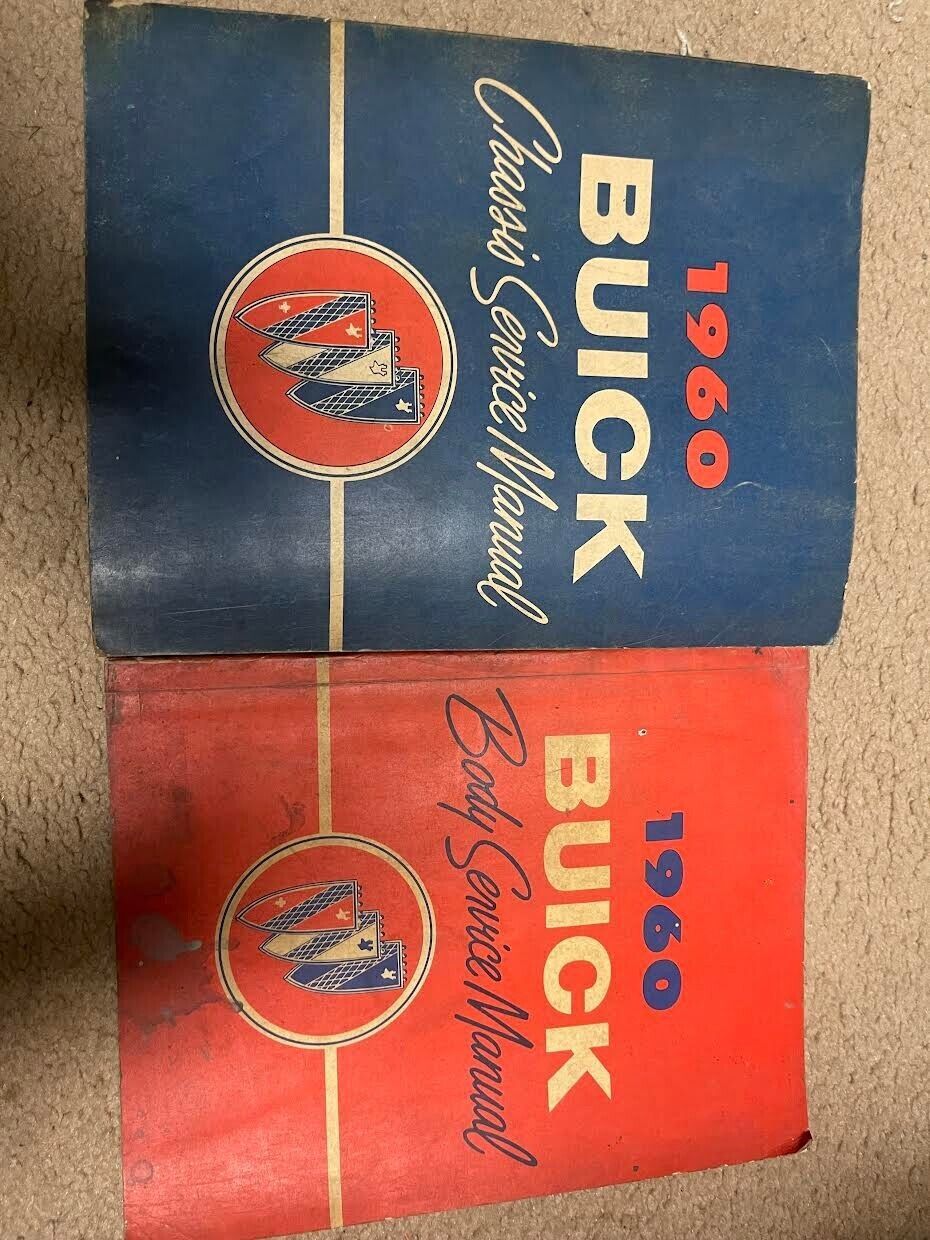 1960
BUICK
Chassis Service Manual
1960
BUICK
Body Service Manual